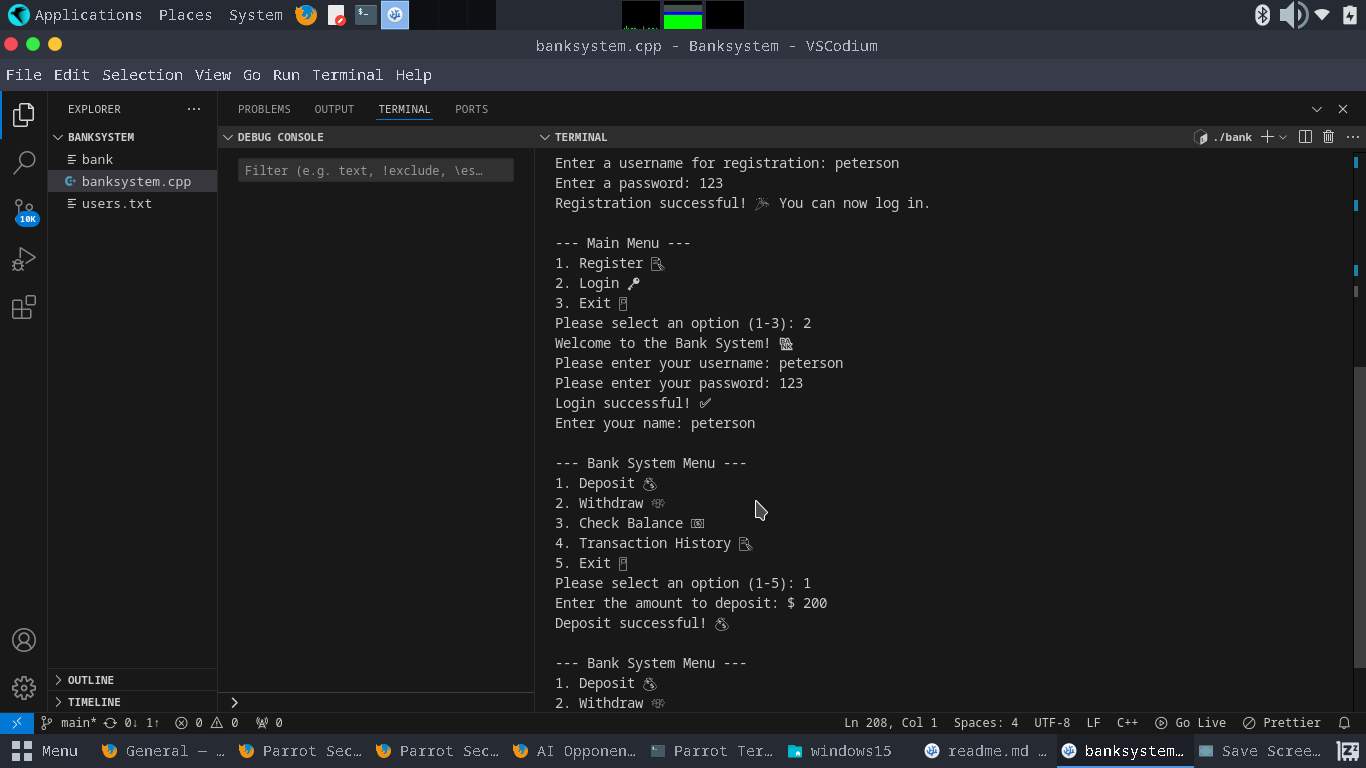 Applications Places System
banksystem.cpp - Banksystem - VSCodium
File Edit Selection View Go Run Terminal Help
EXPLORER
PROBLEMS OUTPUT TERMINAL PORTS
BANKSYSTEM
DEBUG CONSOLE
TERMINAL
./bank
bank
banksystem.cpp
users.txt
10K
Filter (e.g. text, !exclude, \es…
Enter a username for registration: peterson
Enter a password: 123
Registration successful! 🎉 You can now log in.
--- Main Menu ---
1. Register 📝
2. Login 🔑
3. Exit 🚪
Please select an option (1-3): 2
Welcome to the Bank System! 🏦
Please enter your username: peterson
Please enter your password: 123
Login successful! ✅
Enter your name: peterson
--- Bank System Menu ---
1. Deposit 💰
2. Withdraw 💸
3. Check Balance 💵
4. Transaction History 📝
5. Exit 🚪
Please select an option (1-5): 1
Enter the amount to deposit: $ 200
Deposit successful! 💰
--- Bank System Menu ---
1. Deposit 💰
2. Withdraw 💸
OUTLINE
TIMELINE
main* 0↓ 1↑ 0 0 0
Ln 208, Col 1 Spaces: 4 UTF-8 LF C++ Go Live Prettier
Menu General — … Parrot Sec… Parrot Sec… AI Opponen… Parrot Ter… windows15 readme.md … banksystem… Save Scree…